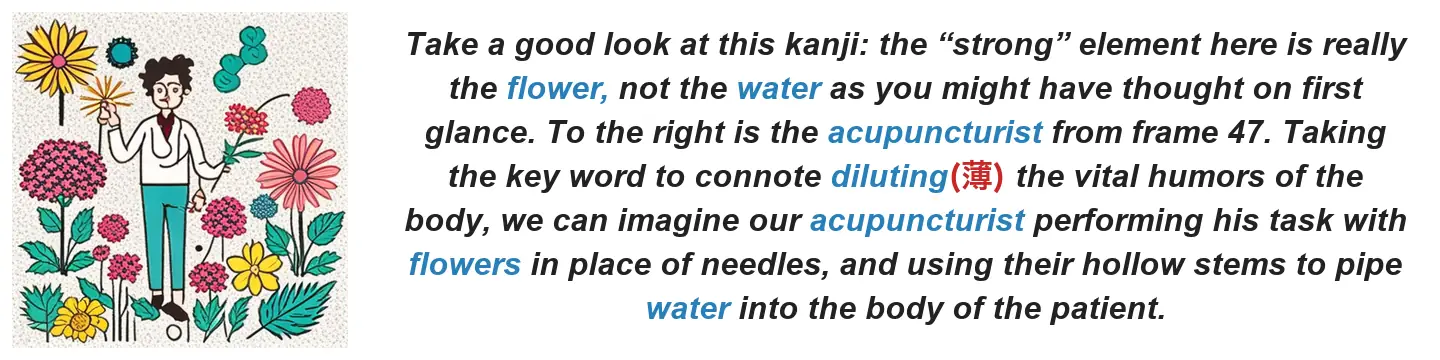 Take a good look at this kanji: the “strong” element here is really
the flower, not the water as you might have thought on first
glance. To the right is the acupuncturist from frame 47. Taking
the key word to connote diluting(薄) the vital humors of the
body, we can imagine our acupuncturist performing his task with
flowers in place of needles, and using their hollow stems to pipe
water into the body of the patient.